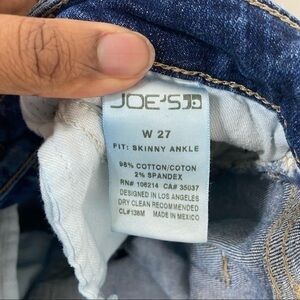 JOE'S
W 27
FIT: SKINNY ANKLE
98% COTTON/COTON
2% SPANDEX
RN# 106214 CA# 35037
DESIGNED IN LOS ANGELES
DRY CLEAN RECOMMENDED
CL#138M MADE IN MEXICO